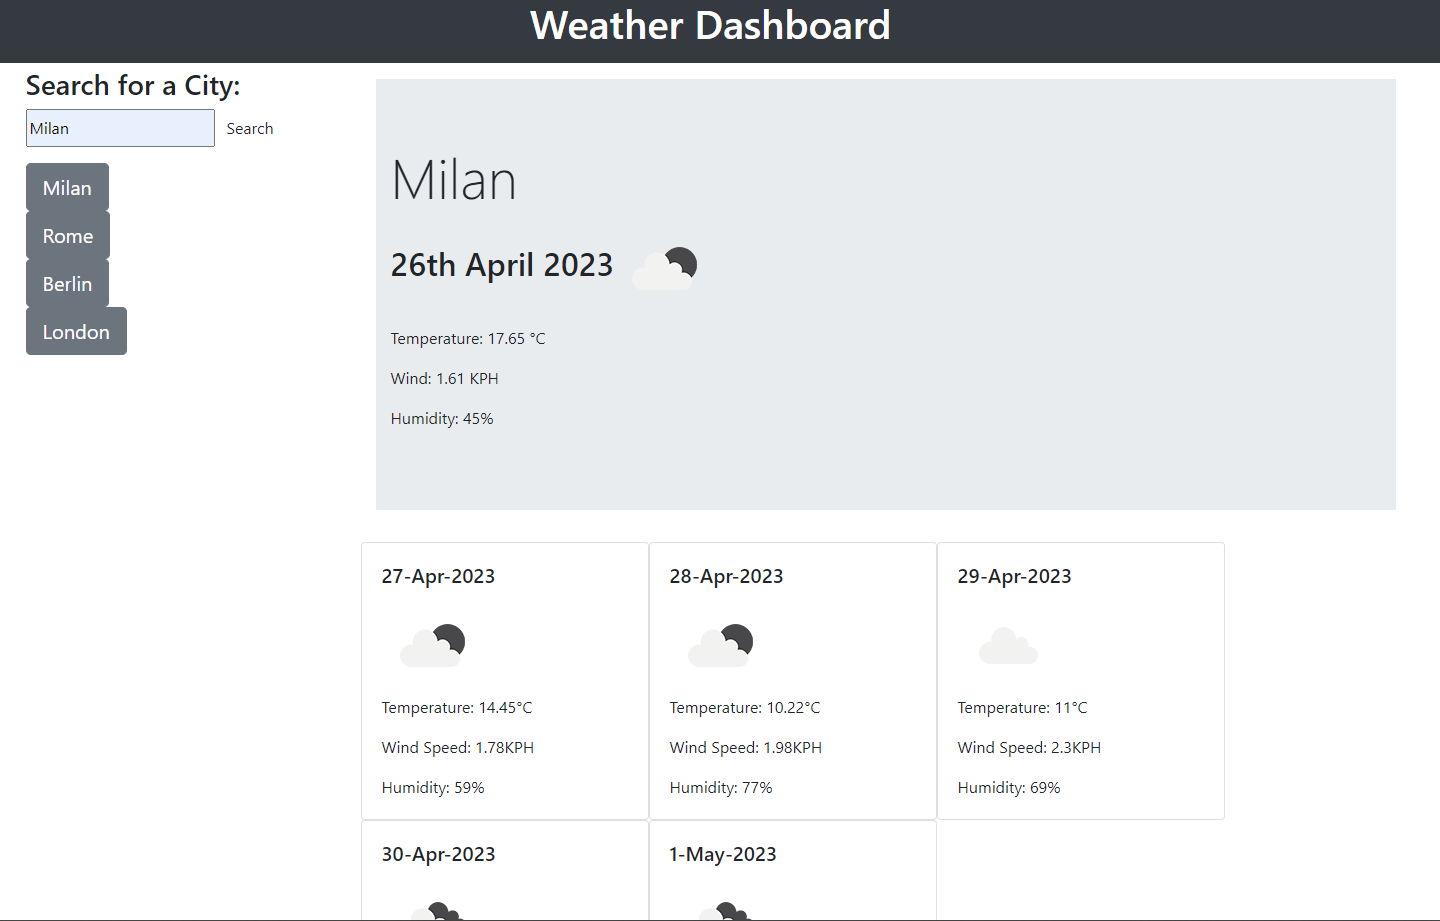 Weather Dashboard
Search for a City:
Milan
Search
Milan
Rome
Berlin
London
Milan
26th April 2023
Temperature: 17.65 °C
Wind: 1.61 KPH
Humidity: 45%
27-Apr-2023
Temperature: 14.45°C
Wind Speed: 1.78KPH
Humidity: 59%
28-Apr-2023
Temperature: 10.22°C
Wind Speed: 1.98KPH
Humidity: 77%
29-Apr-2023
Temperature: 11°C
Wind Speed: 2.3KPH
Humidity: 69%
30-Apr-2023
1-May-2023